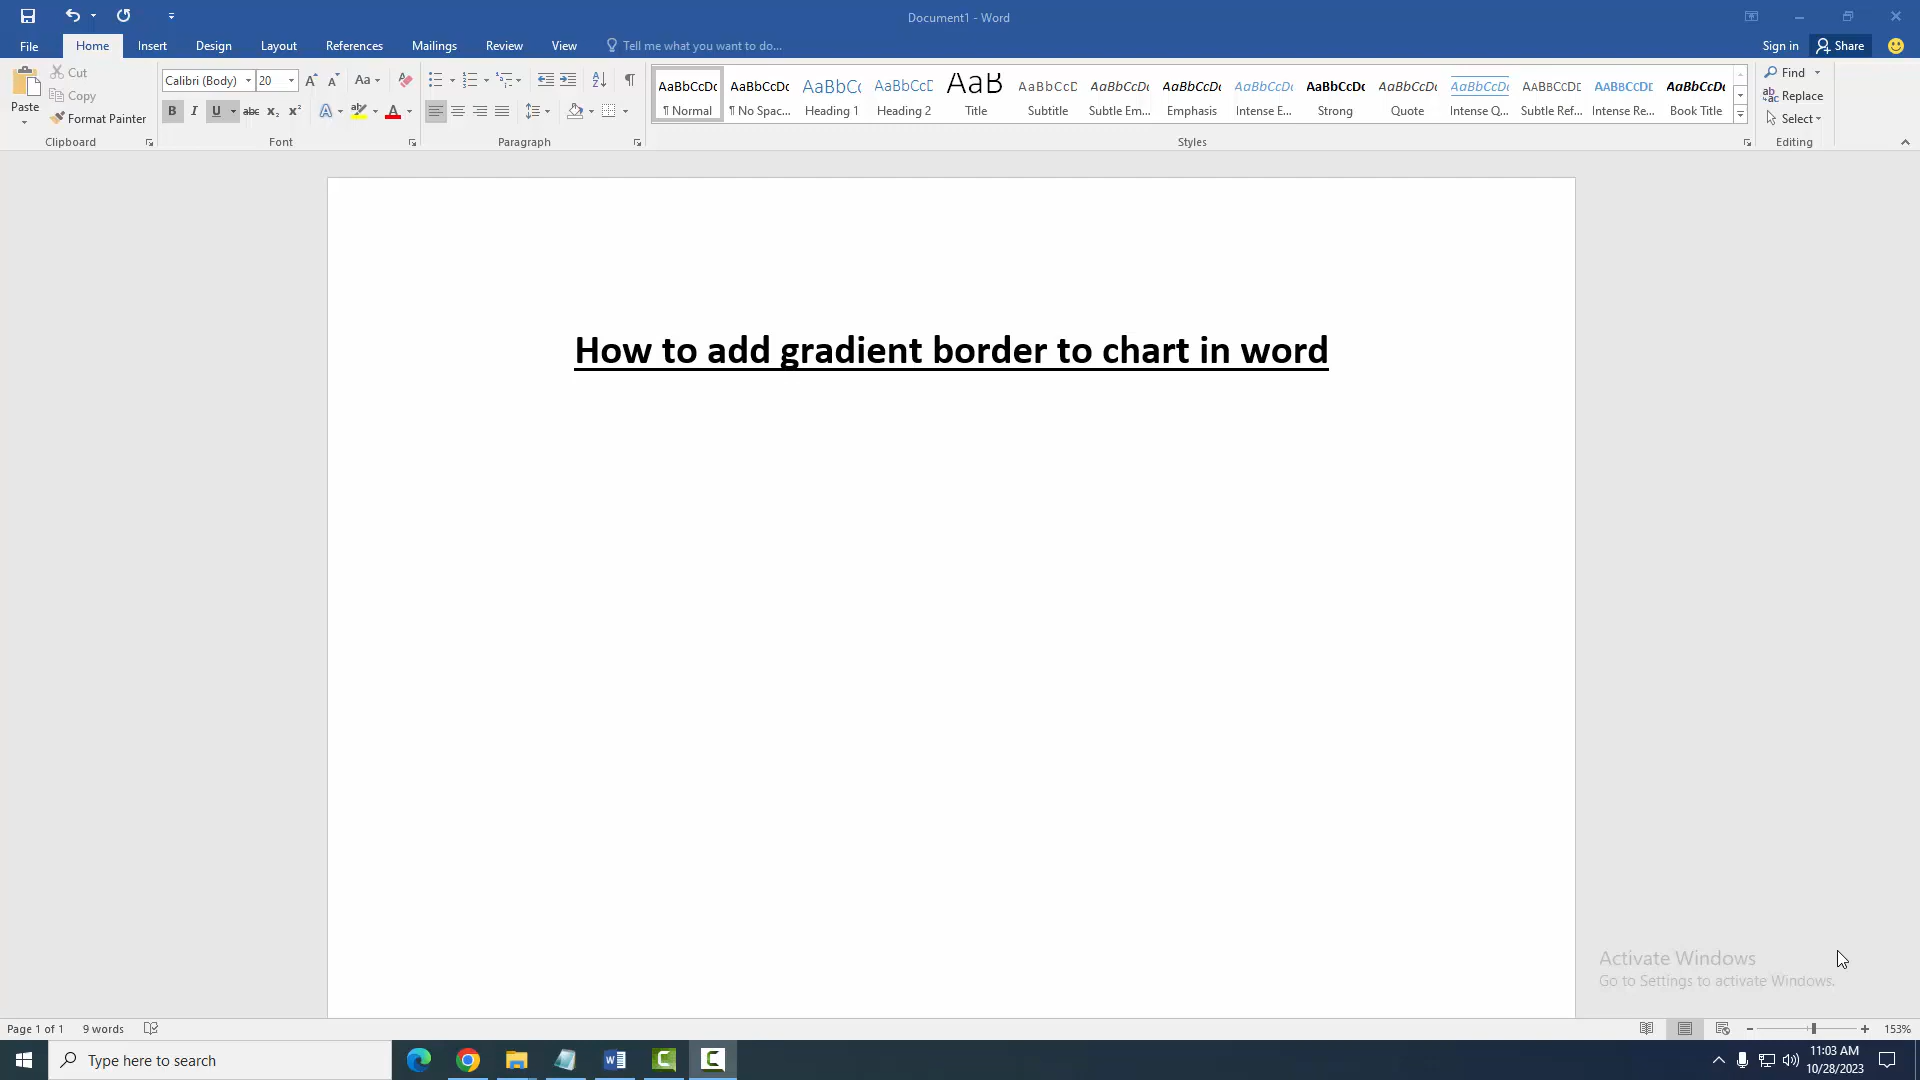 Document1 - Word
File Home Insert Design Layout References Mailings Review View Tell me what you want to do... Sign in Share
Paste
Cut
Copy
Format Painter
Clipboard
Calibri (Body) 20 Aa
B I U abc x₂ x² A ab A
Font
Paragraph
AaBbCcDc AaBbCcDc AaBbCc AaBbCcD AaB AaBbCcD AaBbCcDc AaBbCcDc AaBbCcDc AaBbCcDc AaBbCcDc AaBbCcDc AABBCCDD AABBCCDD AaBbCcDc
¶ Normal ¶ No Spac... Heading 1 Heading 2 Title Subtitle Subtle Em... Emphasis Intense E... Strong Quote Intense Q... Subtle Ref... Intense Re... Book Title
Styles
Find
Replace
Select
Editing
How to add gradient border to chart in word
Activate Windows
Go to Settings to activate Windows.
Page 1 of 1 9 words 153%
Type here to search
11:03 AM
10/28/2023